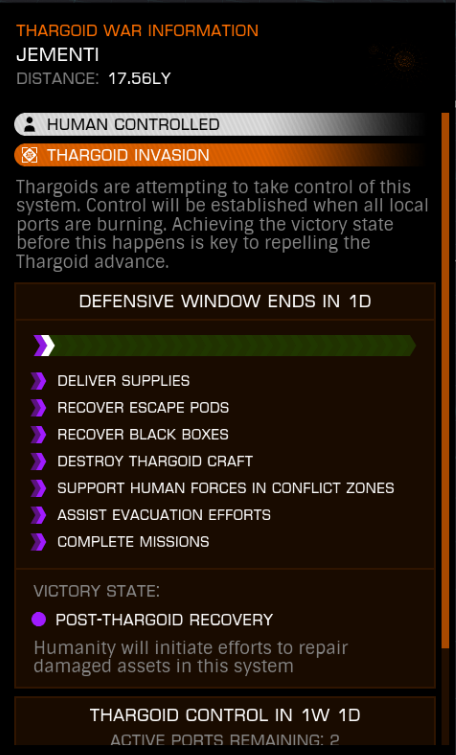 THARGOID WAR INFORMATION
JEMENTI
DISTANCE: 17.56LY
HUMAN CONTROLLED
THARGOID INVASION
Thargoids are attempting to take control of this
system. Control will be established when all local
ports are burning. Achieving the victory state
before this happens is key to repelling the
Thargoid advance.
DEFENSIVE WINDOW ENDS IN 1D
DELIVER SUPPLIES
RECOVER ESCAPE PODS
RECOVER BLACK BOXES
DESTROY THARGOID CRAFT
SUPPORT HUMAN FORCES IN CONFLICT ZONES
ASSIST EVACUATION EFFORTS
COMPLETE MISSIONS
VICTORY STATE:
POST-THARGOID RECOVERY
Humanity will initiate efforts to repair
damaged assets in this system
THARGOID CONTROL IN 1W 1D
ACTIVE PORTS REMAINING: 2